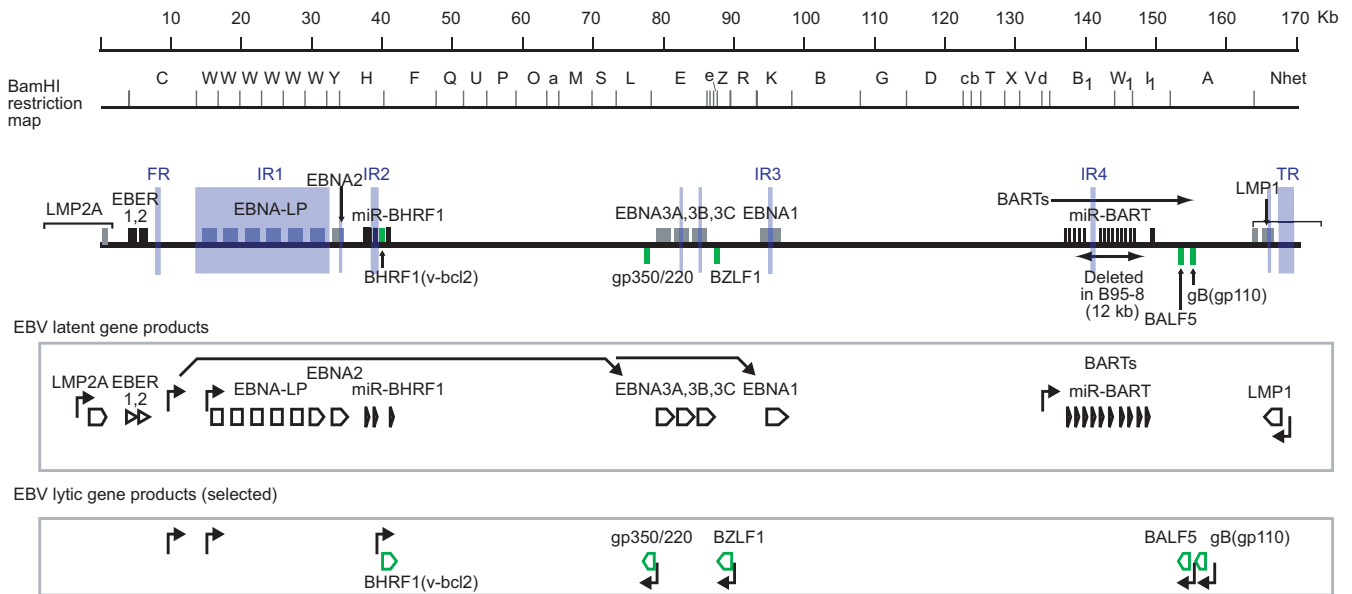 10 20 30 40 50 60 70 80 90 100 110 120 130 140 150 160 170 Kb
BamHI
restriction
map
C W W W W W W Y H F Q U P O a M S L E e Z R K B G D c b T X V d B1 W1 I1 A Nhet
FR IR1 IR2 IR3 IR4 TR
LMP2A
EBER
1,2
EBNA-LP
EBNA2
miR-BHRF1
BHRF1(v-bcl2)
EBNA3A,3B,3C
EBNA1
gp350/220
BZLF1
BARTs
miR-BART
Deleted
in B95-8
(12 kb)
BALF5
gB(gp110)
LMP1
EBV latent gene products
LMP2A
EBER
1,2
EBNA-LP
EBNA2
miR-BHRF1
EBNA3A,3B,3C
EBNA1
BARTs
miR-BART
LMP1
EBV lytic gene products (selected)
BHRF1(v-bcl2)
gp350/220
BZLF1
BALF5
gB(gp110)